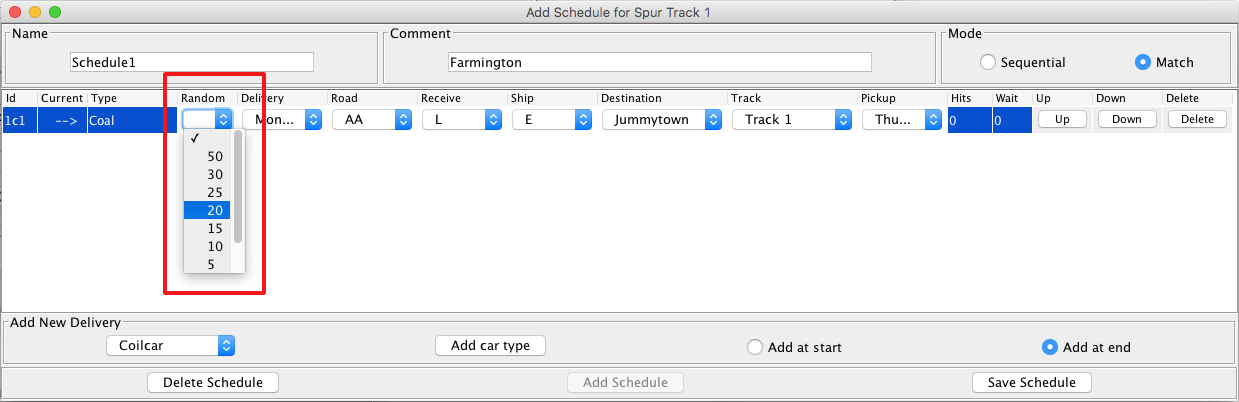 Add Schedule for Spur Track 1
Name
Comment
Mode
Schedule1
Farmington
Sequential
Match
Id Current Type Random Delivery Road Receive Ship Destination Track Pickup Hits Wait Up Down Delete
1c1 --> Coal Mon... AA L E Jummytown Track 1 Thu... 0 0 Up Down Delete
✓
50
30
25
20
15
10
5
Add New Delivery
Coilcar Add car type Add at start Add at end
Delete Schedule Add Schedule Save Schedule